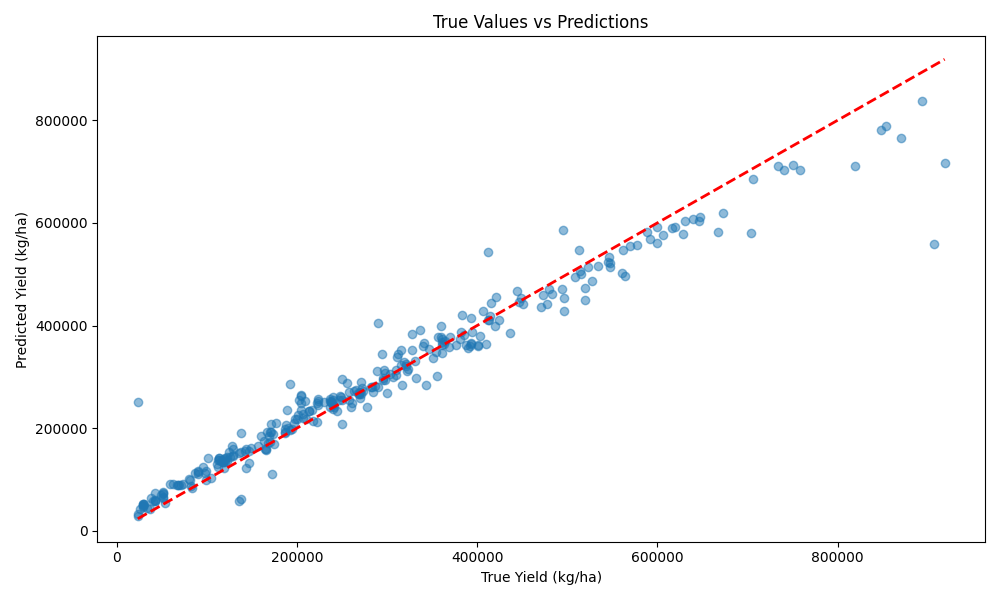 True Values vs Predictions
Predicted Yield (kg/ha)
800000
600000
400000
200000
0
0 200000 400000 600000 800000
True Yield (kg/ha)